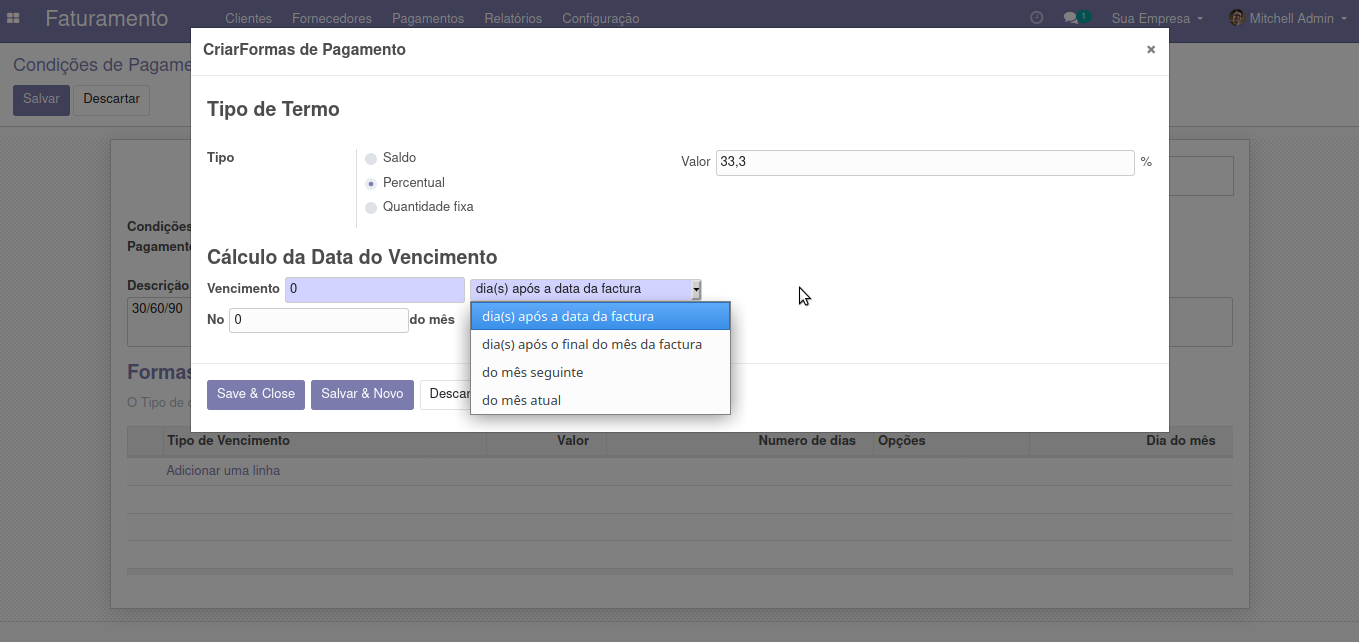 Faturamento Clientes Fornecedores Pagamentos Relatórios Configuração 1 Sua Empresa Mitchell Admin
CriarFormas de Pagamento ×
Condições de Pagame
Salvar Descartar
Tipo de Termo
Tipo
Saldo
Percentual
Quantidade fixa
Valor 33,3 %
Condições
Pagamento
Cálculo da Data do Vencimento
Vencimento 0 dia(s) após a data da factura
No 0 do mês
dia(s) após a data da factura
dia(s) após o final do mês da factura
do mês seguinte
do mês atual
Descrição
30/60/90
Formas
O Tipo de
Save & Close Salvar & Novo Descar
Tipo de Vencimento Valor Numero de dias Opções Dia do mês
Adicionar uma linha